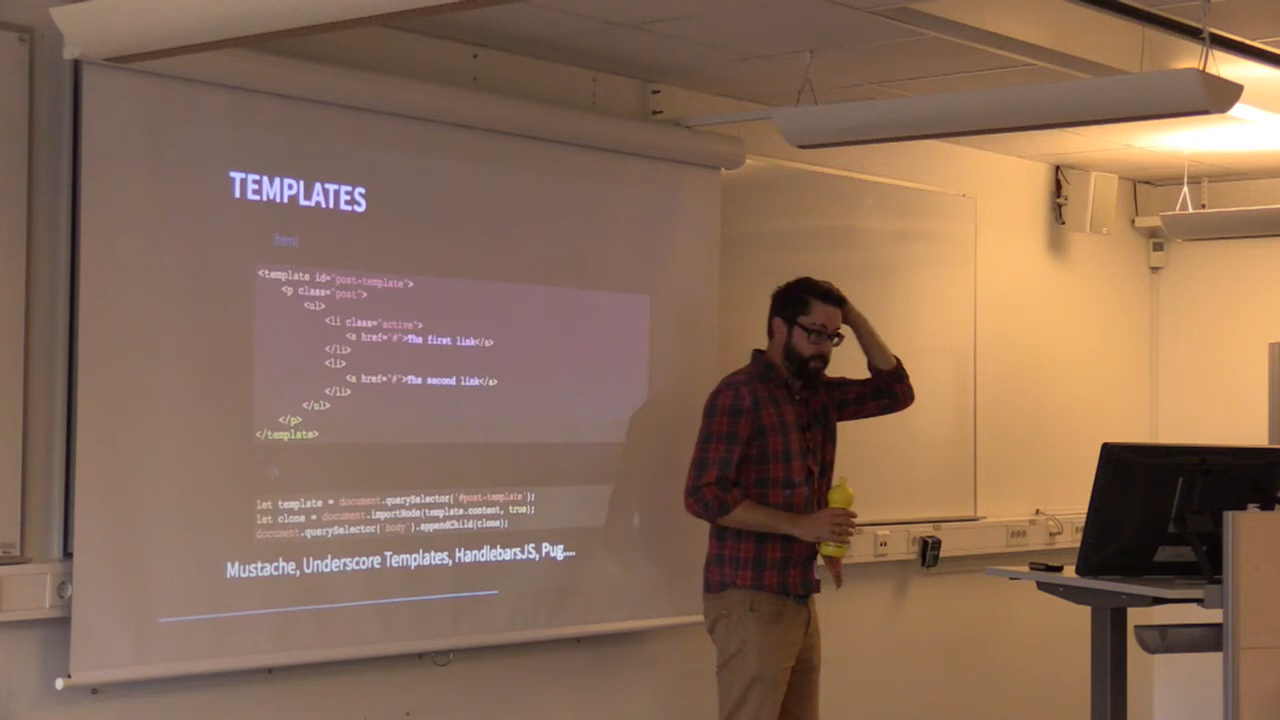 TEMPLATES
.html
<template id="post-template">
<p class="post">
<ul>
<li class="active">
<a href="#">The first link</a>
</li>
<li>
<a href="#">The second link</a>
</li>
</ul>
</p>
</template>
js
let template = document.querySelector('#post-template');
let clone = document.importNode(template.content, true);
document.querySelector('body').appendChild(clone);
Mustache, Underscore Templates, HandlebarsJS, Pug....